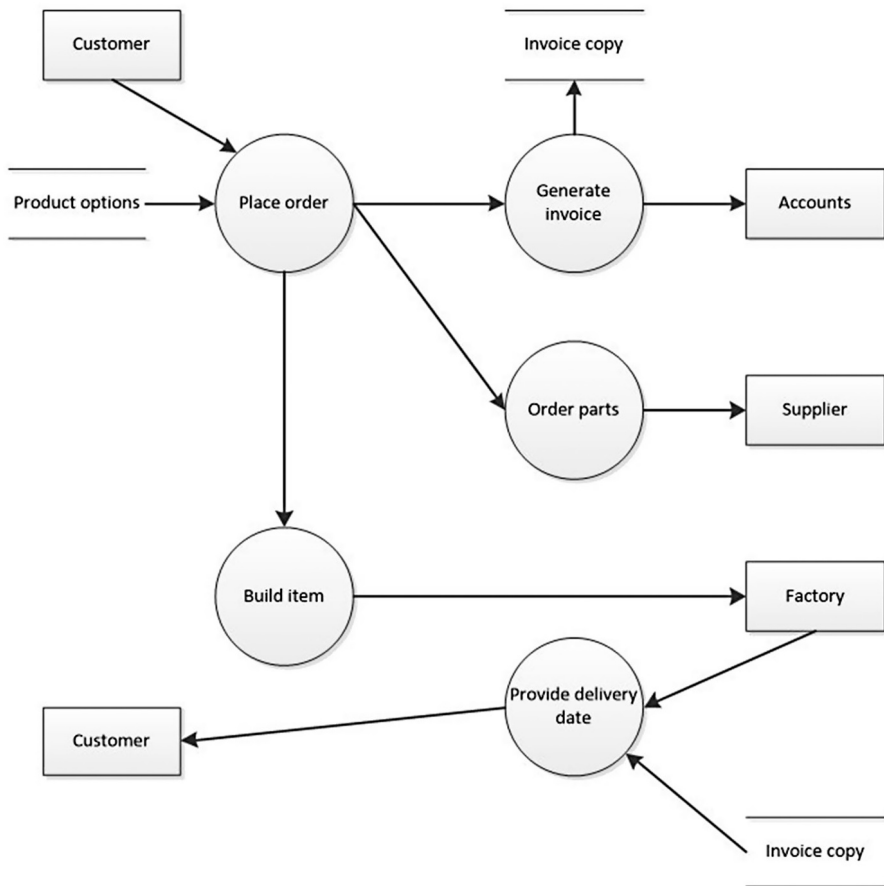 Customer
Invoice copy
Product options
Place order
Generate
invoice
Accounts
Order parts
Supplier
Build item
Factory
Provide delivery
date
Customer
Invoice copy